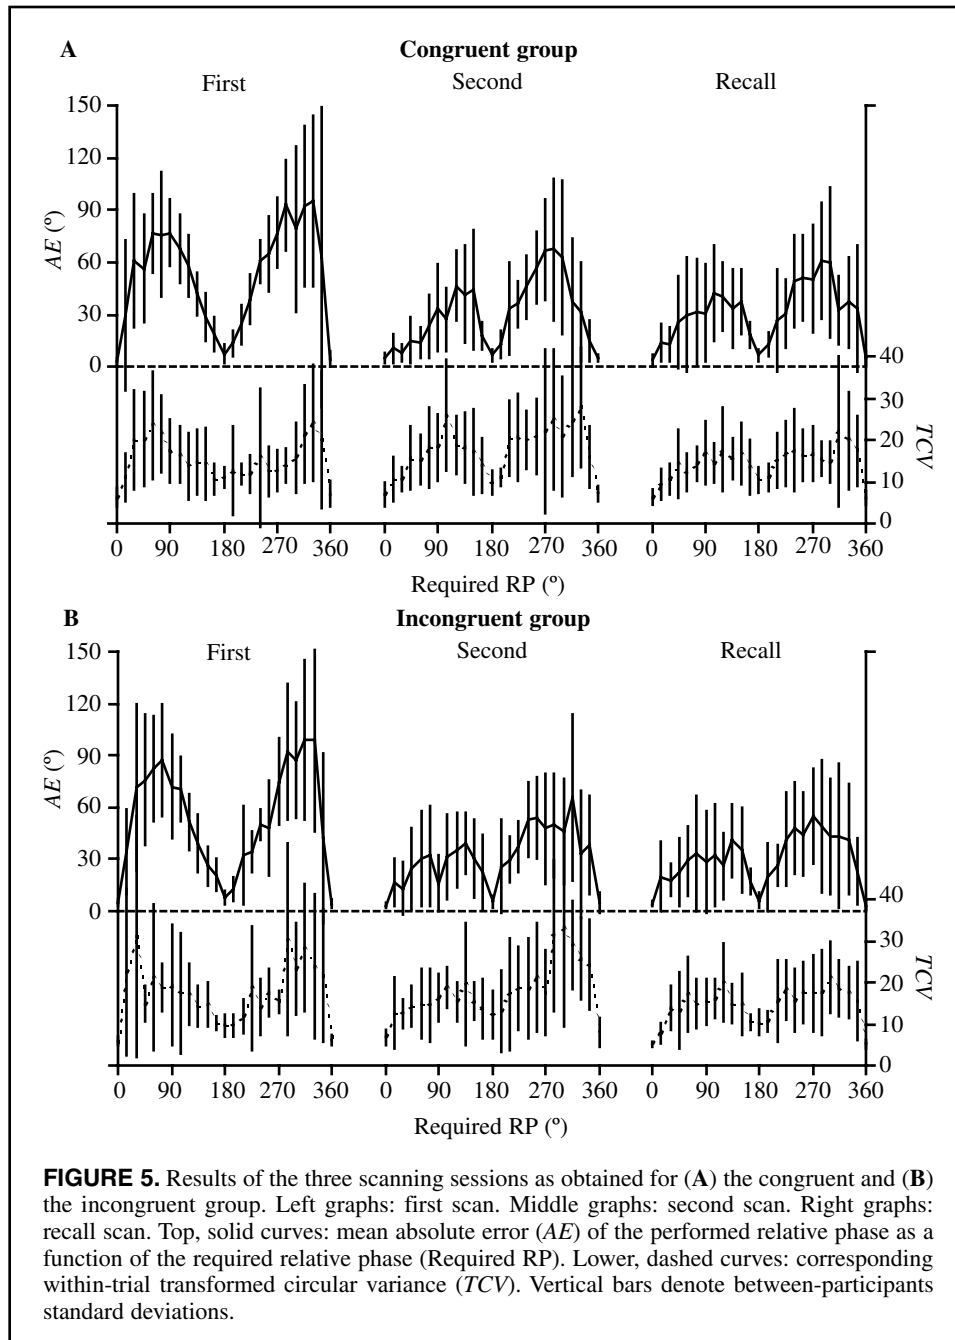 A Congruent group
First Second Recall
150
120
90
60
30
0
AE (º)
40
30
20
10
0
TCV
0 90 180 270 360 0 90 180 270 360 0 90 180 270 360
Required RP (º)
B Incongruent group
First Second Recall
150
120
90
60
30
0
AE (º)
40
30
20
10
0
TCV
0 90 180 270 360 0 90 180 270 360 0 90 180 270 360
Required RP (º)
FIGURE 5. Results of the three scanning sessions as obtained for (A) the congruent and (B)
the incongruent group. Left graphs: first scan. Middle graphs: second scan. Right graphs:
recall scan. Top, solid curves: mean absolute error (AE) of the performed relative phase as a
function of the required relative phase (Required RP). Lower, dashed curves: corresponding
within-trial transformed circular variance (TCV). Vertical bars denote between-participants
standard deviations.